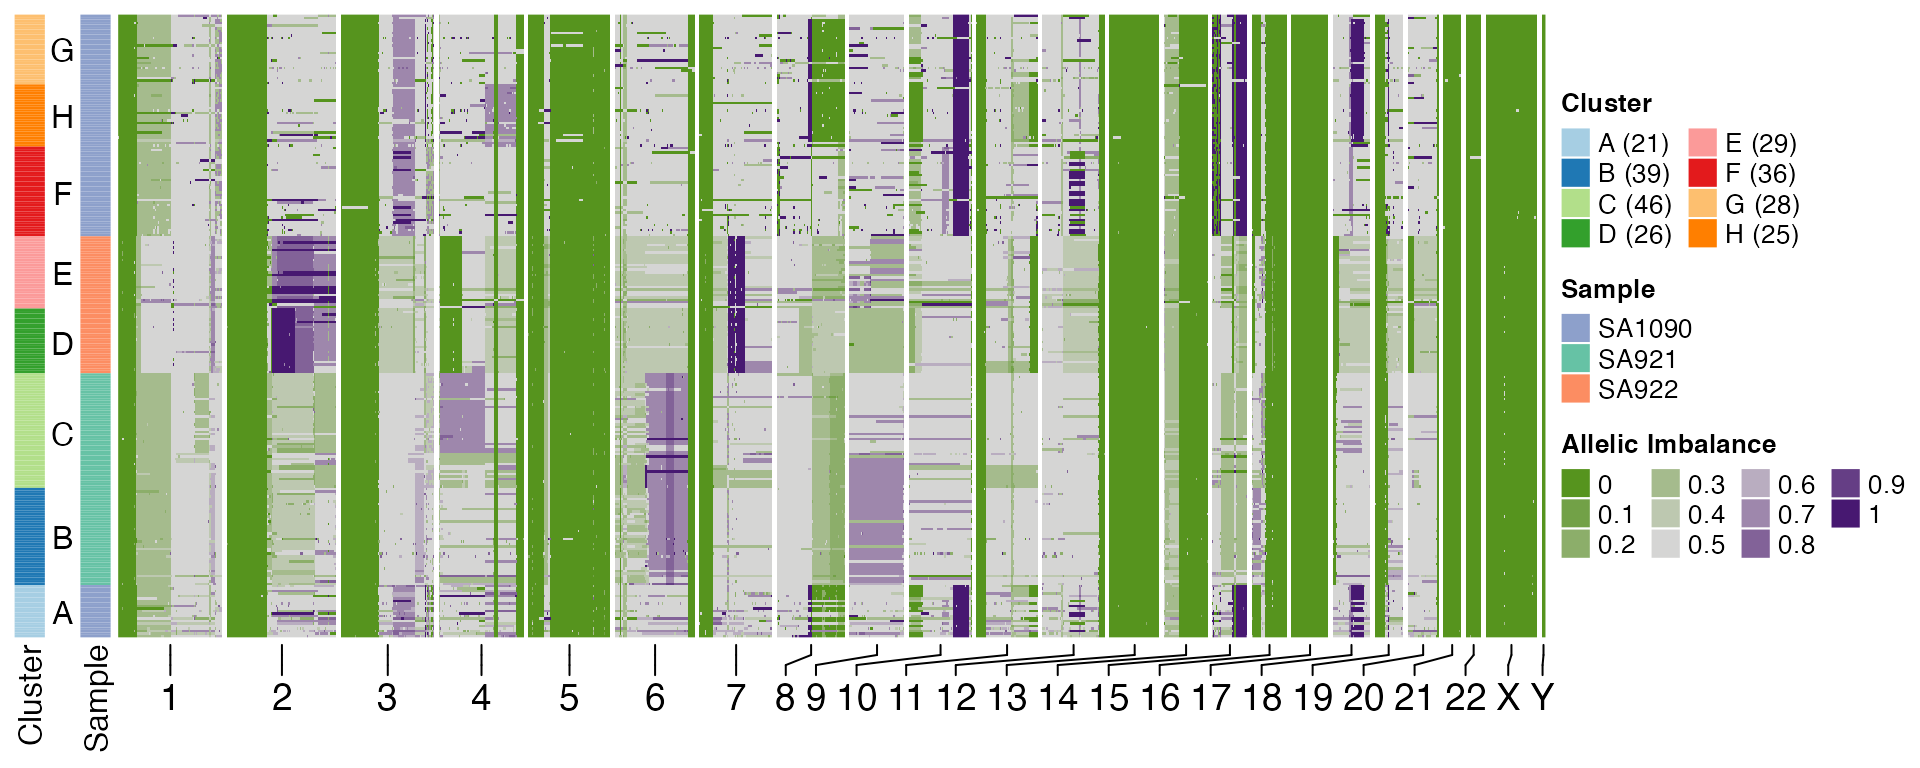 G
H
F
E
D
C
B
A
Cluster
Sample
1 2 3 4 5 6 7 8 9 10 11 12 13 14 15 16 17 18 19 20 21 22 X Y
Cluster
A (21) E (29)
B (39) F (36)
C (46) G (28)
D (26) H (25)
Sample
SA1090
SA921
SA922
Allelic Imbalance
0 0.3 0.6 0.9
0.1 0.4 0.7 1
0.2 0.5 0.8